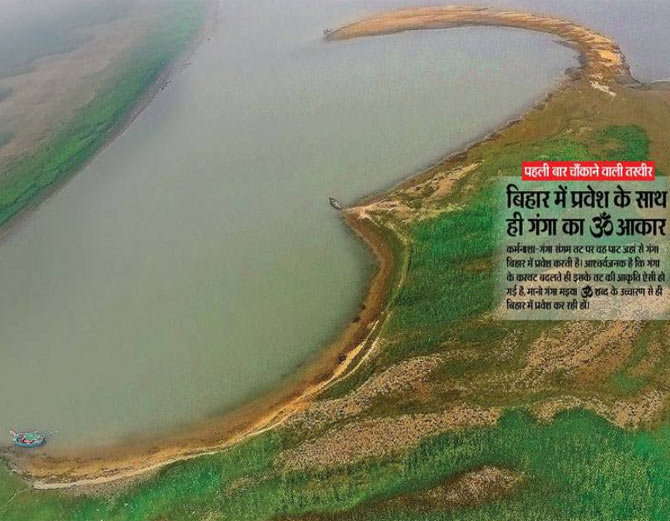 पहली बार चौंकाने वाली तस्वीर
बिहार में प्रवेश के साथ
ही गंगा का ॐ आकार
कर्मनाशा-गंगा संगम तट पर वह घाट जहां से गंगा
बिहार में प्रवेश करती है। आश्चर्यजनक है कि गंगा
के करवट बदलते ही इसके तट की आकृति ऐसी हो
गई है, मानो गंगा मइया ॐ शब्द के उच्चारण से ही
बिहार में प्रवेश कर रही हों।